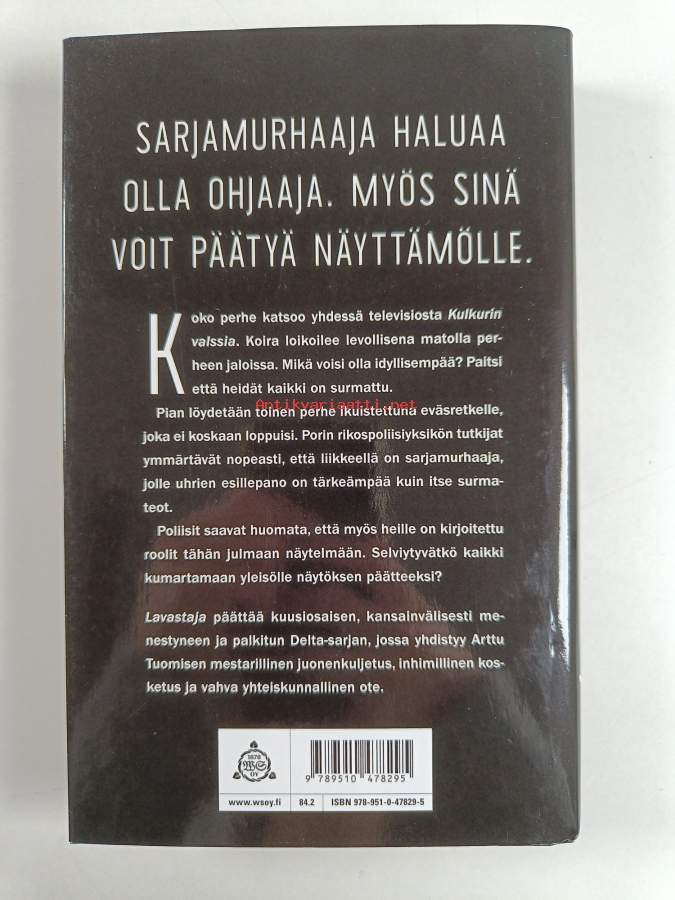 SARJAMURHAAJA HALUAA
OLLA OHJAAJA. MYÖS SINÄ
VOIT PÄÄTYÄ NÄYTTÄMÖLLE.
Koko perhe katsoo yhdessä televisiosta Kulkurin
valssia. Koira loikoilee levollisena matolla per-
heen jaloissa. Mikä voisi olla idyllisempää? Paitsi
että heidät kaikki on surmattu.
Antikvariaatti.net
Pian löydetään toinen perhe ikuistettuna eväsretkelle,
joka ei koskaan loppuisi. Porin rikospoliisiyksikön tutkijat
ymmärtävät nopeasti, että liikkeellä on sarjamurhaaja,
jolle uhrien esillepano on tärkeämpää kuin itse surma-
teot.
Poliisit saavat huomata, että myös heille on kirjoitettu
roolit tähän julmaan näytelmään. Selviytyvätkö kaikki
kumartamaan yleisölle näytöksen päätteeksi?
Lavastaja päättää kuusiosaisen, kansainvälisesti me-
nestyneen ja palkitun Delta-sarjan, jossa yhdistyy Arttu
Tuomisen mestarillinen juonenkuljetus, inhimillinen kos-
ketus ja vahva yhteiskunnallinen ote.
1878
WS
OY
9 789510 478295
www.wsoy.fi
84.2
ISBN 978-951-0-47829-5